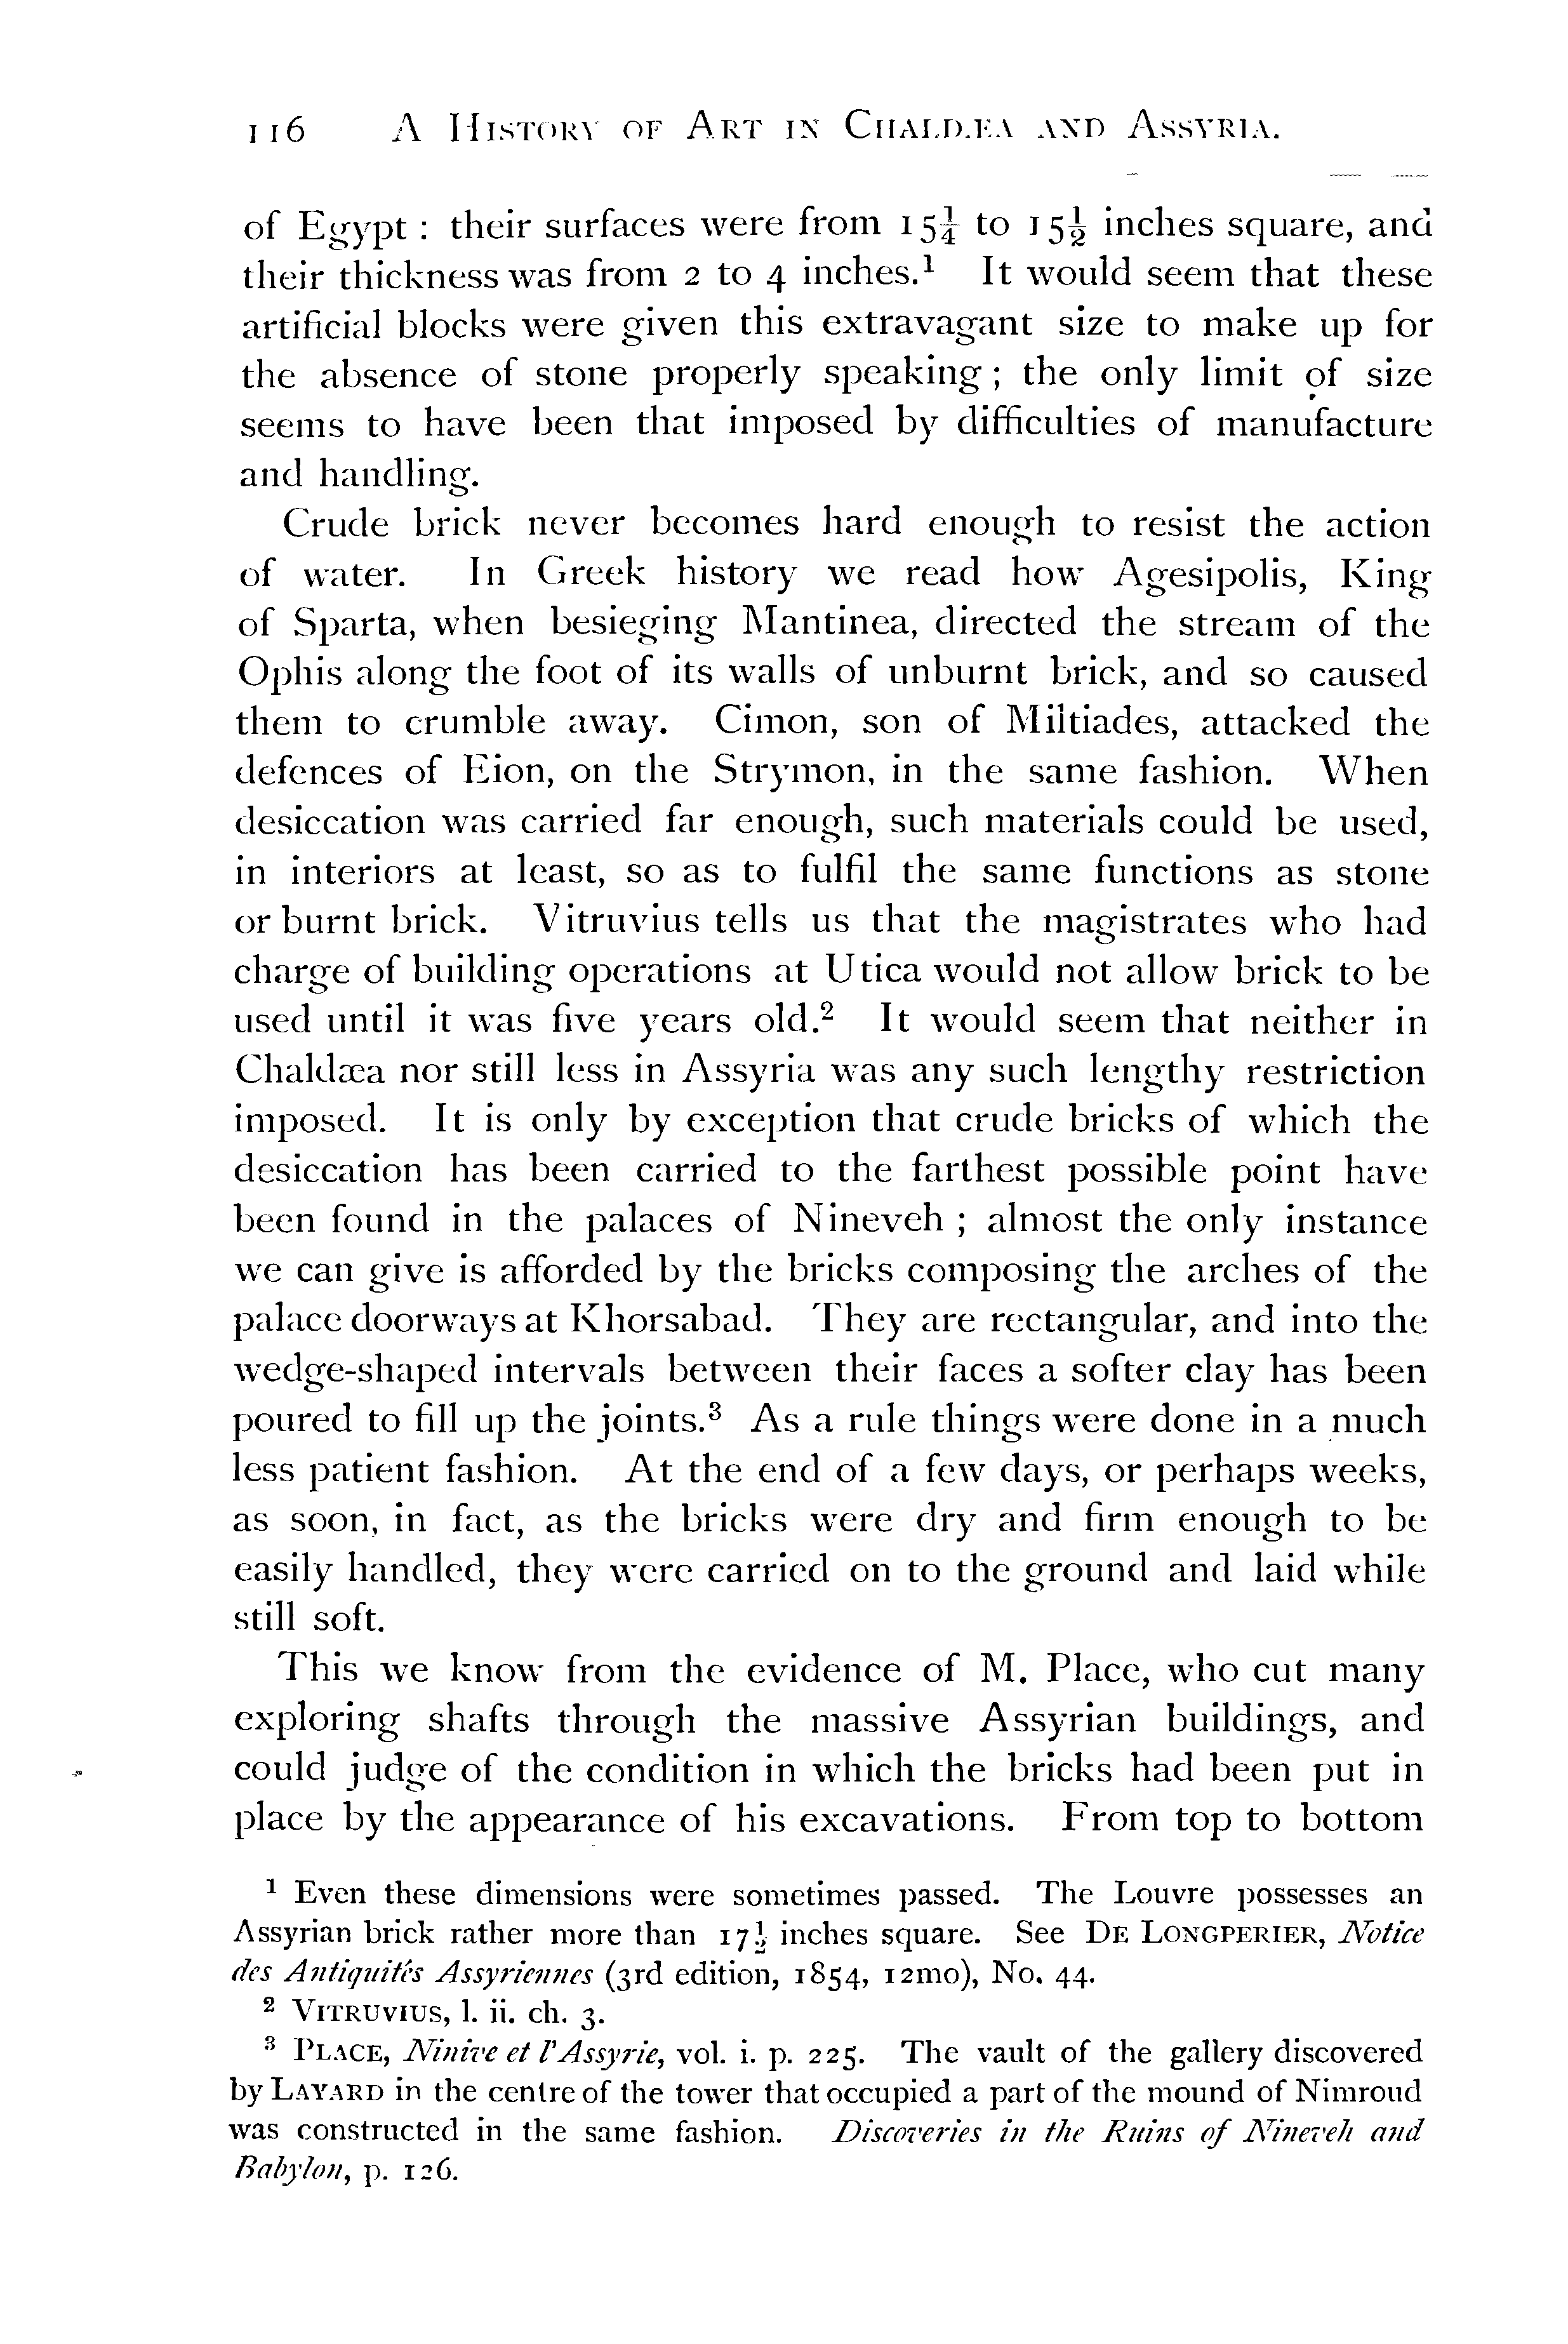 116 A History of Art in Chaldæa and Assyria.
of Egypt : their surfaces were from 15¼ to 15½ inches square, and
their thickness was from 2 to 4 inches.¹ It would seem that these
artificial blocks were given this extravagant size to make up for
the absence of stone properly speaking ; the only limit of size
seems to have been that imposed by difficulties of manufacture
and handling.
Crude brick never becomes hard enough to resist the action
of water. In Greek history we read how Agesipolis, King
of Sparta, when besieging Mantinea, directed the stream of the
Ophis along the foot of its walls of unburnt brick, and so caused
them to crumble away. Cimon, son of Miltiades, attacked the
defences of Eion, on the Strymon, in the same fashion. When
desiccation was carried far enough, such materials could be used,
in interiors at least, so as to fulfil the same functions as stone
or burnt brick. Vitruvius tells us that the magistrates who had
charge of building operations at Utica would not allow brick to be
used until it was five years old.² It would seem that neither in
Chaldæa nor still less in Assyria was any such lengthy restriction
imposed. It is only by exception that crude bricks of which the
desiccation has been carried to the farthest possible point have
been found in the palaces of Nineveh ; almost the only instance
we can give is afforded by the bricks composing the arches of the
palace doorways at Khorsabad. They are rectangular, and into the
wedge-shaped intervals between their faces a softer clay has been
poured to fill up the joints.³ As a rule things were done in a much
less patient fashion. At the end of a few days, or perhaps weeks,
as soon, in fact, as the bricks were dry and firm enough to be
easily handled, they were carried on to the ground and laid while
still soft.
This we know from the evidence of M. Place, who cut many
exploring shafts through the massive Assyrian buildings, and
could judge of the condition in which the bricks had been put in
place by the appearance of his excavations. From top to bottom
¹ Even these dimensions were sometimes passed. The Louvre possesses an
Assyrian brick rather more than 17½ inches square. See De Longperier, Notice
des Antiquités Assyriennes (3rd edition, 1854, 12mo), No. 44.
² Vitruvius, l. ii. ch. 3.
³ Place, Ninive et l'Assyrie, vol. i. p. 225. The vault of the gallery discovered
by Layard in the centre of the tower that occupied a part of the mound of Nimroud
was constructed in the same fashion. Discoveries in the Ruins of Nineveh and
Babylon, p. 126.